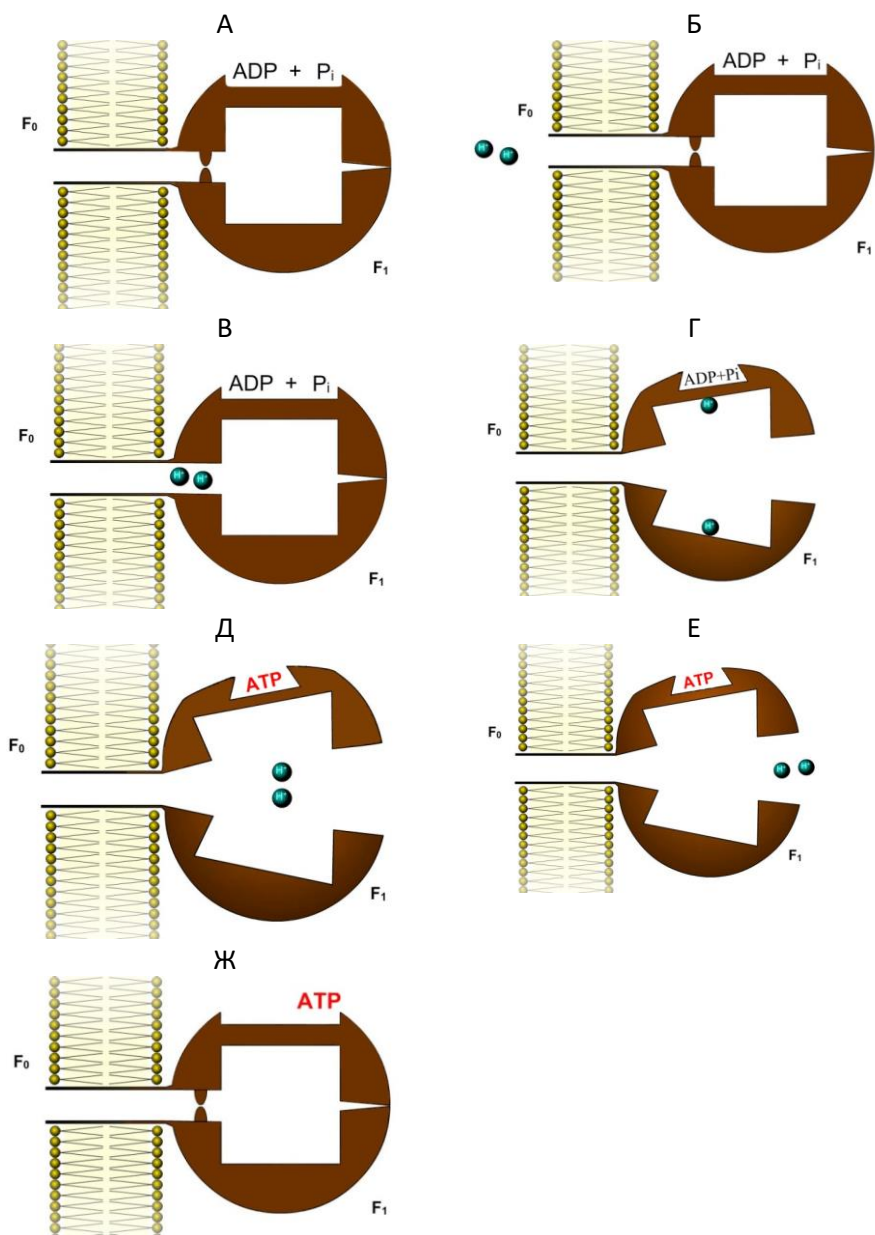 А
ADP + Pi
F0
H+
H+
F1
Б
ADP + Pi
F0
H+ H+
F1
В
ADP + Pi
F0
H+ H+
F1
Г
ADP+Pi
H+
F0
H+
F1
Д
ATP
F0
H+
H+
F1
Е
ATP
F0
H+ H+
F1
Ж
ATP
F0
F1